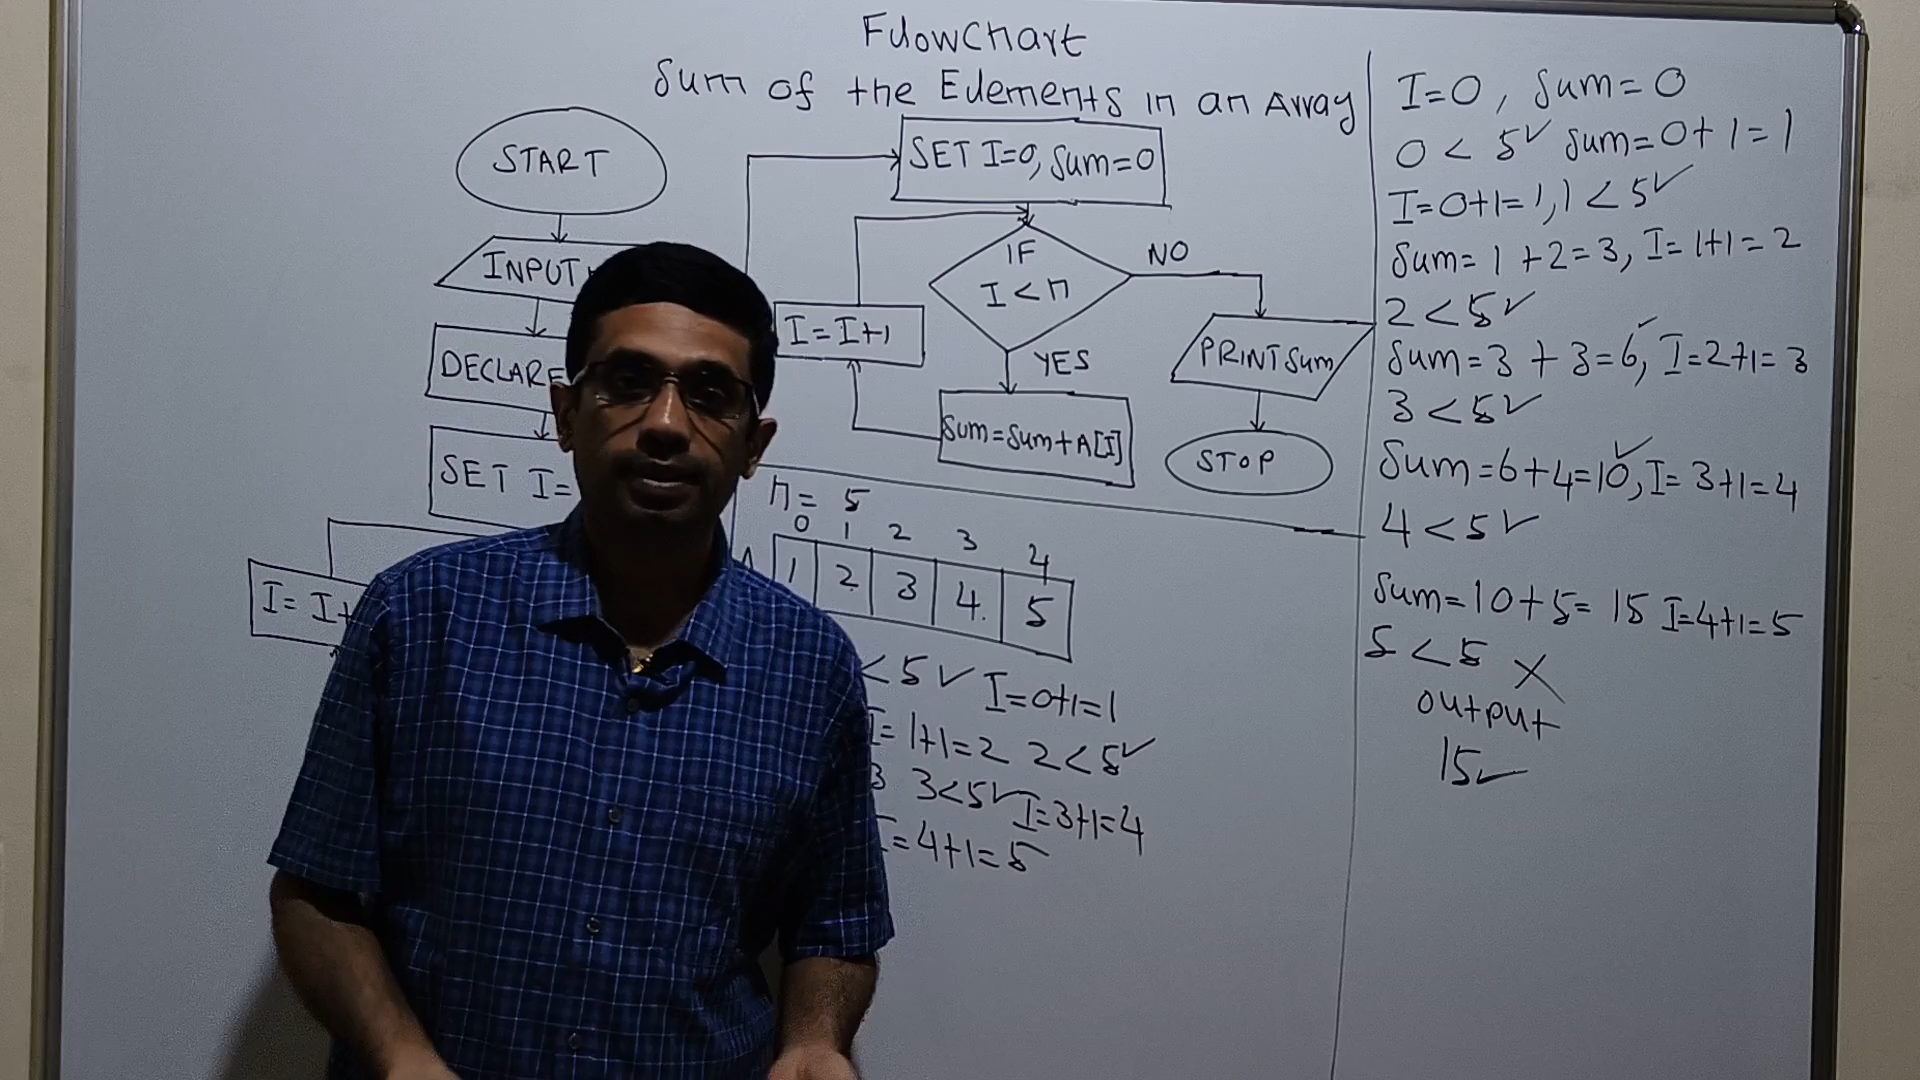 FlowChart
Sum of the Elements in an Array
START
INPUT
DECLARE
SET I=
I= I+
SET I=0, Sum=0
IF
I < n
NO
YES
I= I+1
Sum=Sum+A[I]
PRINT Sum
STOP
n= 5
0 1 2 3 4
1 2 3 4 5
< 5 ✓ I=0+1=1
I= 1+1=2 2 < 5 ✓
3 3<5 ✓ I=3+1=4
I=4+1=5
I=0, Sum=0
0 < 5 ✓ Sum=0+1=1
I=0+1=1, 1 < 5 ✓
Sum= 1+2=3, I=1+1=2
2 < 5 ✓
Sum=3+3=6, ✓ I=2+1=3
3 < 5 ✓
Sum=6+4=10, ✓ I=3+1=4
4 < 5 ✓
Sum=10+5= 15 I=4+1=5
5 < 5 X
output
15 ✓